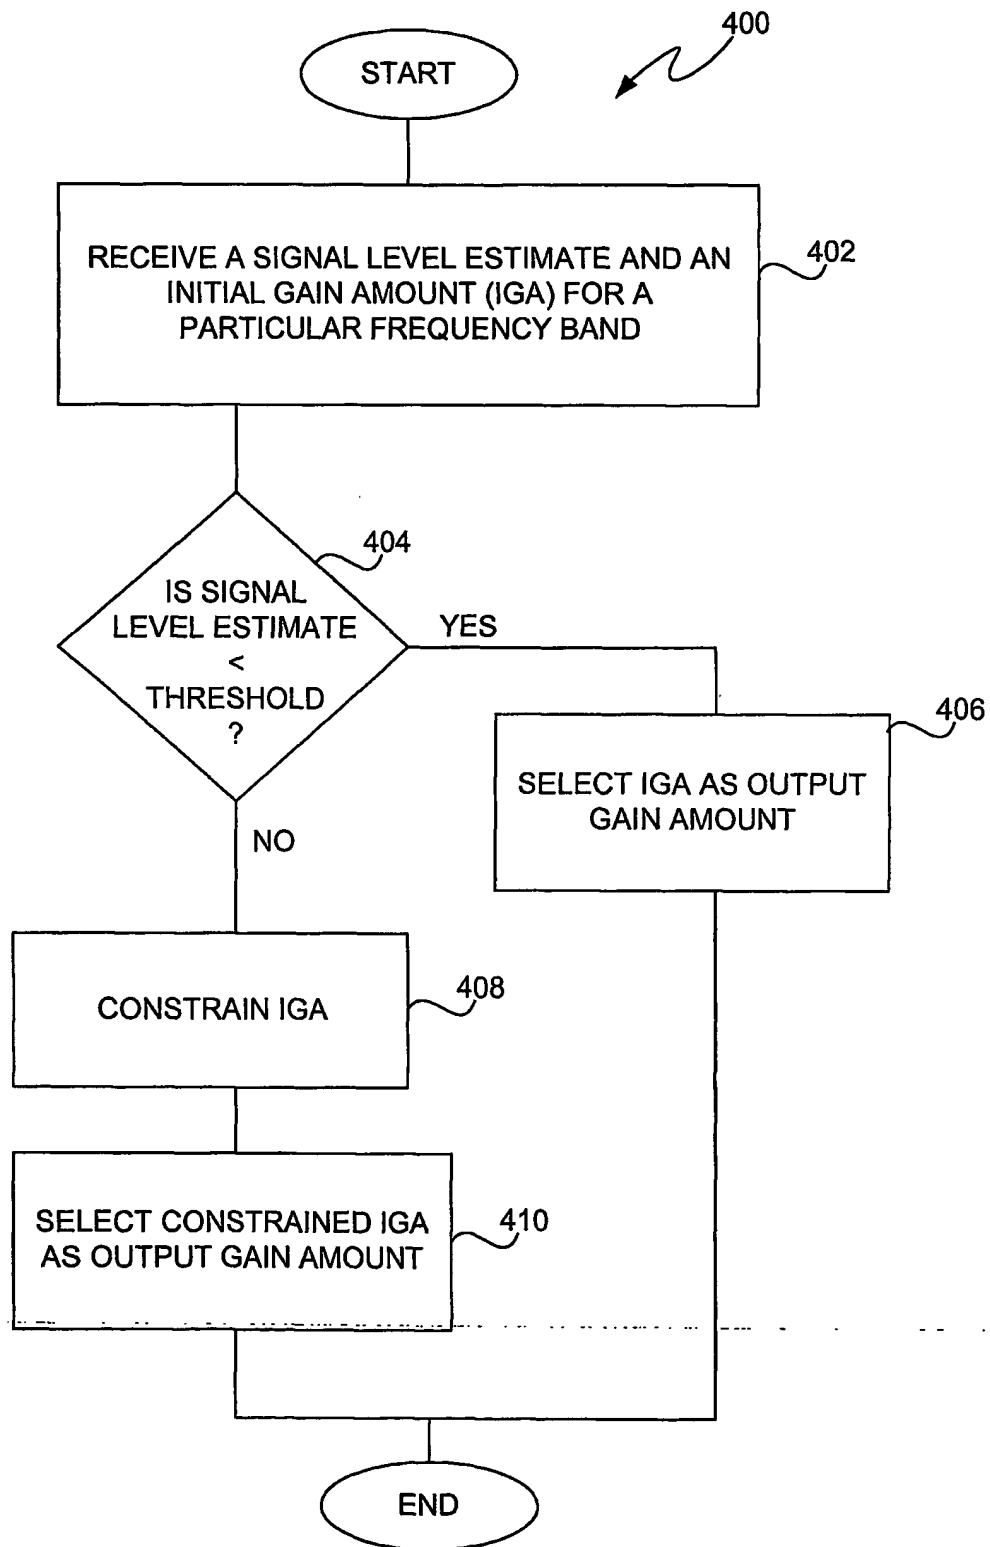 400
START
RECEIVE A SIGNAL LEVEL ESTIMATE AND AN
INITIAL GAIN AMOUNT (IGA) FOR A
PARTICULAR FREQUENCY BAND
402
404
IS SIGNAL
LEVEL ESTIMATE
<
THRESHOLD
?
YES
406
SELECT IGA AS OUTPUT
GAIN AMOUNT
NO
CONSTRAIN IGA
408
SELECT CONSTRAINED IGA
AS OUTPUT GAIN AMOUNT
410
END